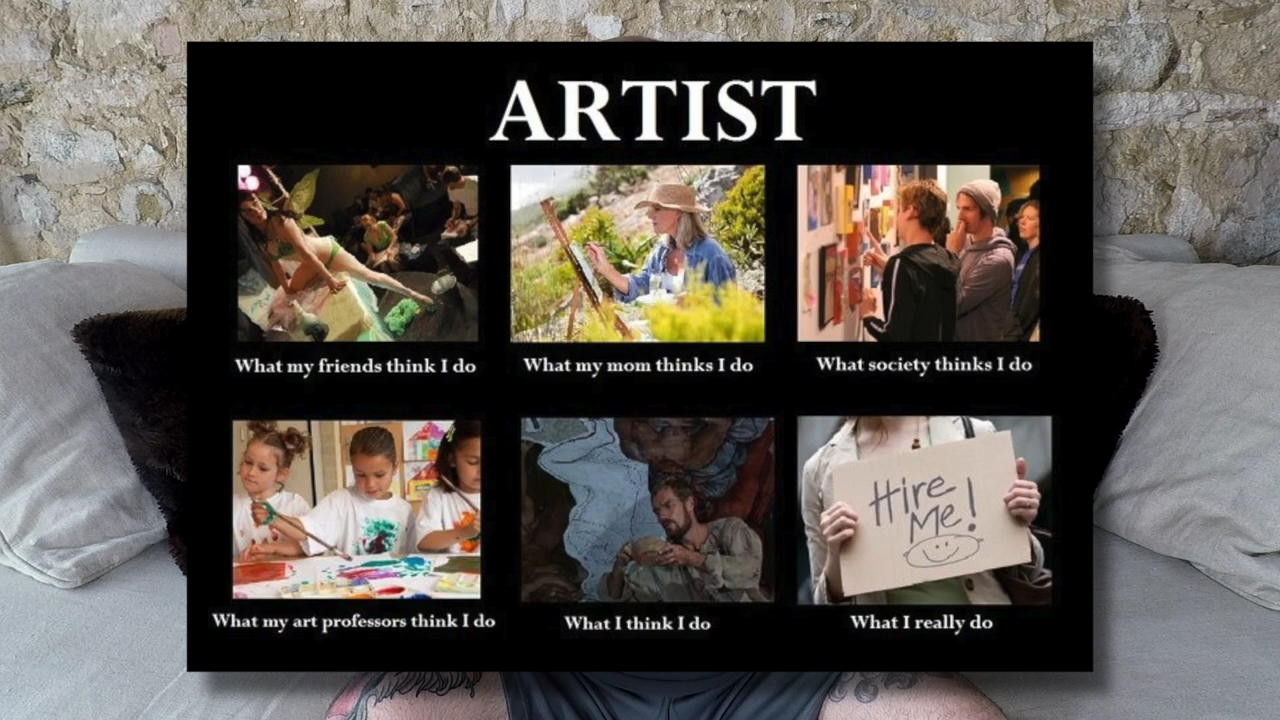 ARTIST
What my friends think I do
What my mom thinks I do
What society thinks I do
Hire
Me!
What my art professors think I do
What I think I do
What I really do